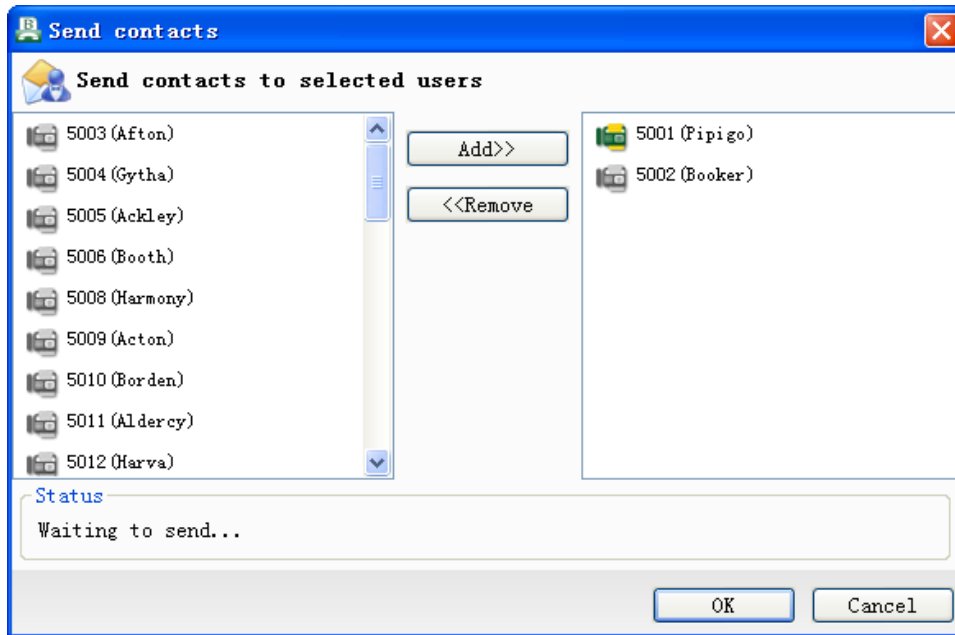 Send contacts
Send contacts to selected users
5003(Afton)
5004(Gytha)
5005(Ackley)
5006(Booth)
5008(Harmony)
5009(Acton)
5010(Borden)
5011(Aldercy)
5012(Harva)
Add>>
<<Remove
5001(Pipigo)
5002(Booker)
Status
Waiting to send...
OK
Cancel